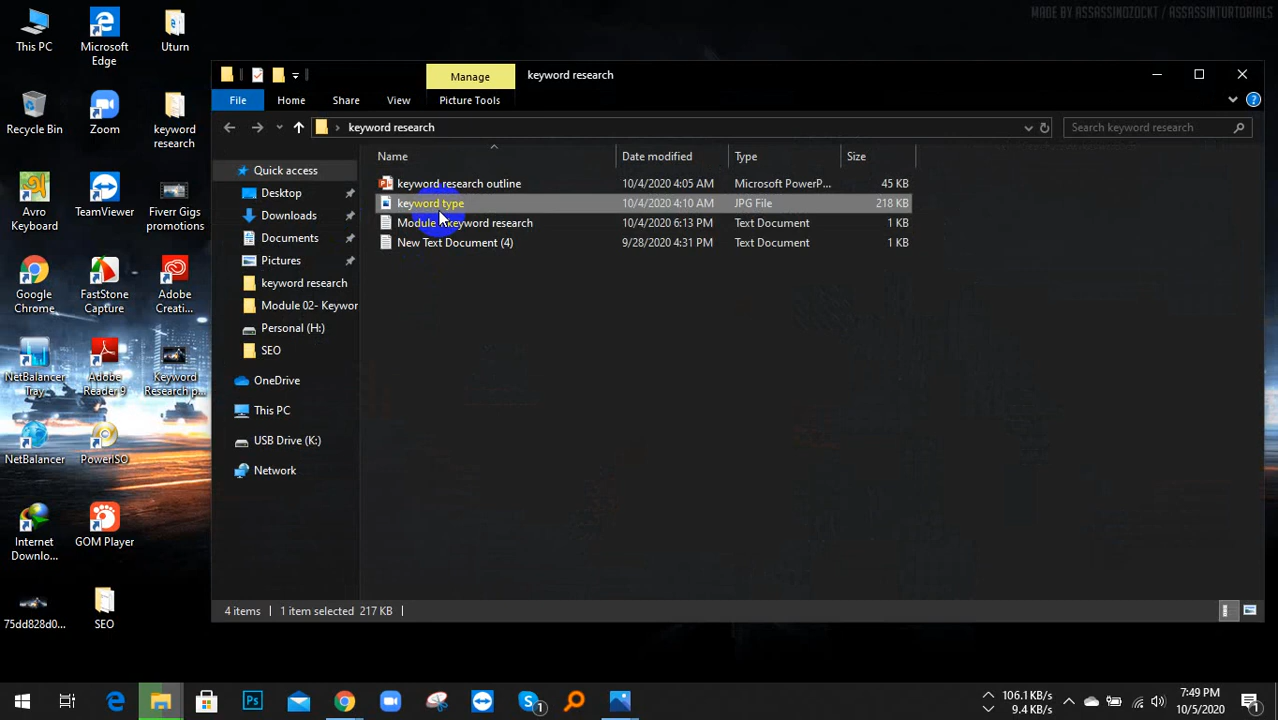 MADE BY ASSASSINOZOCKT / ASSASSINTURTORIALS
This PC
Microsoft
Edge
Uturn
Recycle Bin
Zoom
keyword
research
Avro
Keyboard
TeamViewer
Fiverr Gigs
promotions
Google
Chrome
FastStone
Capture
Adobe
Creati...
NetBalancer
Tray
Adobe
Reader 9
Keyword
Research p...
NetBalancer
PowerISO
Internet
Downlo...
GOM Player
75dd828d0...
SEO
Manage
keyword research
File
Home
Share
View
Picture Tools
keyword research
Search keyword research
Quick access
Desktop
Downloads
Documents
Pictures
keyword research
Module 02- Keywor
Personal (H:)
SEO
OneDrive
This PC
USB Drive (K:)
Network
Name
Date modified
Type
Size
keyword research outline
10/4/2020 4:05 AM
Microsoft PowerP...
45 KB
keyword type
10/4/2020 4:10 AM
JPG File
218 KB
Module keyword research
10/4/2020 6:13 PM
Text Document
1 KB
New Text Document (4)
9/28/2020 4:31 PM
Text Document
1 KB
4 items
1 item selected 217 KB
106.1 KB/s
9.4 KB/s
7:49 PM
10/5/2020
1
1